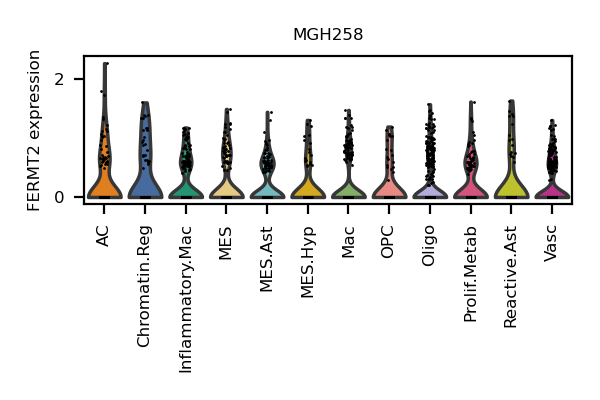 MGH258
FERMT2 expression
2
0
AC
Chromatin.Reg
Inflammatory.Mac
MES
MES.Ast
MES.Hyp
Mac
OPC
Oligo
Prolif.Metab
Reactive.Ast
Vasc